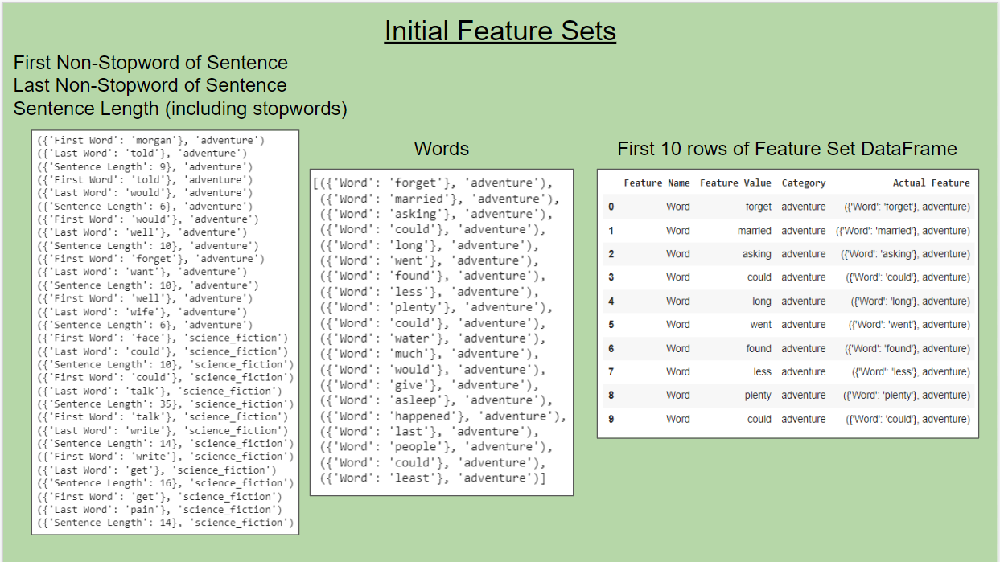 Initial Feature Sets
First Non-Stopword of Sentence
Last Non-Stopword of Sentence
Sentence Length (including stopwords)
({'First Word': 'morgan'}, 'adventure')
({'Last Word': 'told'}, 'adventure')
({'Sentence Length': 9}, 'adventure')
({'First Word': 'told'}, 'adventure')
({'Last Word': 'would'}, 'adventure')
({'Sentence Length': 6}, 'adventure')
({'First Word': 'would'}, 'adventure')
({'Last Word': 'well'}, 'adventure')
({'Sentence Length': 10}, 'adventure')
({'First Word': 'forget'}, 'adventure')
({'Last Word': 'want'}, 'adventure')
({'Sentence Length': 10}, 'adventure')
({'First Word': 'well'}, 'adventure')
({'Last Word': 'wife'}, 'adventure')
({'Sentence Length': 6}, 'adventure')
({'First Word': 'face'}, 'science_fiction')
({'Last Word': 'could'}, 'science_fiction')
({'Sentence Length': 10}, 'science_fiction')
({'First Word': 'could'}, 'science_fiction')
({'Last Word': 'talk'}, 'science_fiction')
({'Sentence Length': 35}, 'science_fiction')
({'First Word': 'talk'}, 'science_fiction')
({'Last Word': 'write'}, 'science_fiction')
({'Sentence Length': 14}, 'science_fiction')
({'First Word': 'write'}, 'science_fiction')
({'Last Word': 'get'}, 'science_fiction')
({'Sentence Length': 16}, 'science_fiction')
({'First Word': 'get'}, 'science_fiction')
({'Last Word': 'pain'}, 'science_fiction')
({'Sentence Length': 14}, 'science_fiction')
Words
[({'Word': 'forget'}, 'adventure'),
({'Word': 'married'}, 'adventure'),
({'Word': 'asking'}, 'adventure'),
({'Word': 'could'}, 'adventure'),
({'Word': 'long'}, 'adventure'),
({'Word': 'went'}, 'adventure'),
({'Word': 'found'}, 'adventure'),
({'Word': 'less'}, 'adventure'),
({'Word': 'plenty'}, 'adventure'),
({'Word': 'could'}, 'adventure'),
({'Word': 'water'}, 'adventure'),
({'Word': 'much'}, 'adventure'),
({'Word': 'would'}, 'adventure'),
({'Word': 'give'}, 'adventure'),
({'Word': 'asleep'}, 'adventure'),
({'Word': 'happened'}, 'adventure'),
({'Word': 'last'}, 'adventure'),
({'Word': 'people'}, 'adventure'),
({'Word': 'could'}, 'adventure'),
({'Word': 'least'}, 'adventure')]
First 10 rows of Feature Set DataFrame
Feature Name Feature Value Category Actual Feature
0 Word forget adventure ({'Word': 'forget'}, adventure)
1 Word married adventure ({'Word': 'married'}, adventure)
2 Word asking adventure ({'Word': 'asking'}, adventure)
3 Word could adventure ({'Word': 'could'}, adventure)
4 Word long adventure ({'Word': 'long'}, adventure)
5 Word went adventure ({'Word': 'went'}, adventure)
6 Word found adventure ({'Word': 'found'}, adventure)
7 Word less adventure ({'Word': 'less'}, adventure)
8 Word plenty adventure ({'Word': 'plenty'}, adventure)
9 Word could adventure ({'Word': 'could'}, adventure)